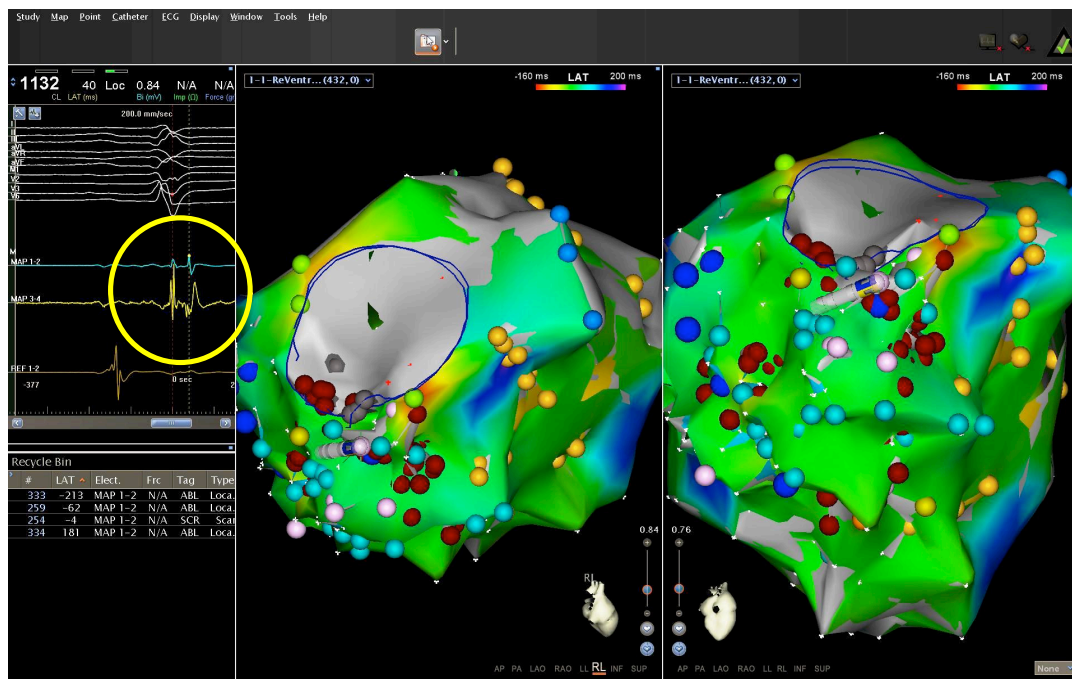 Study Map Point Catheter ECG Display Window Tools Help
1132 40 Loc 0.84 N/A N/A
CL LAT (ms) Bi (mV) Imp (Ω) Force (gr
200.0 mm/sec
I
II
III
aVL
aVR
aVF
V2
V3
V6
M
MAP 1-2
MAP 3-4
REF 1-2
-377 0 sec 2
1-1-ReVentr...(432,0)
-160 ms LAT 200 ms
0.84
RL
AP PA LAO RAO LL RL INF SUP
1-1-ReVentr...(432,0)
-160 ms LAT 200 ms
0.76
AP PA LAO RAO LL RL INF SUP
None
Recycle Bin
# LAT Elect. Frc Tag Type
333 -213 MAP 1-2 N/A ABL Loca..
259 -62 MAP 1-2 N/A ABL Loca..
254 -4 MAP 1-2 N/A SCR Scar
334 181 MAP 1-2 N/A ABL Loca..